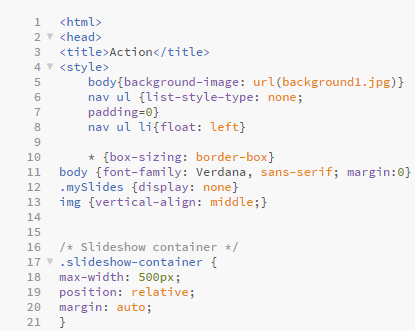 1 <html>
2 <head>
3 <title>Action</title>
4 <style>
5 body{background-image: url(background1.jpg)}
6 nav ul {list-style-type: none;
7 padding=0}
8 nav ul li{float: left}
9
10 * {box-sizing: border-box}
11 body {font-family: Verdana, sans-serif; margin:0}
12 .mySlides {display: none}
13 img {vertical-align: middle;}
14
15
16 /* Slideshow container */
17 .slideshow-container {
18 max-width: 500px;
19 position: relative;
20 margin: auto;
21 }